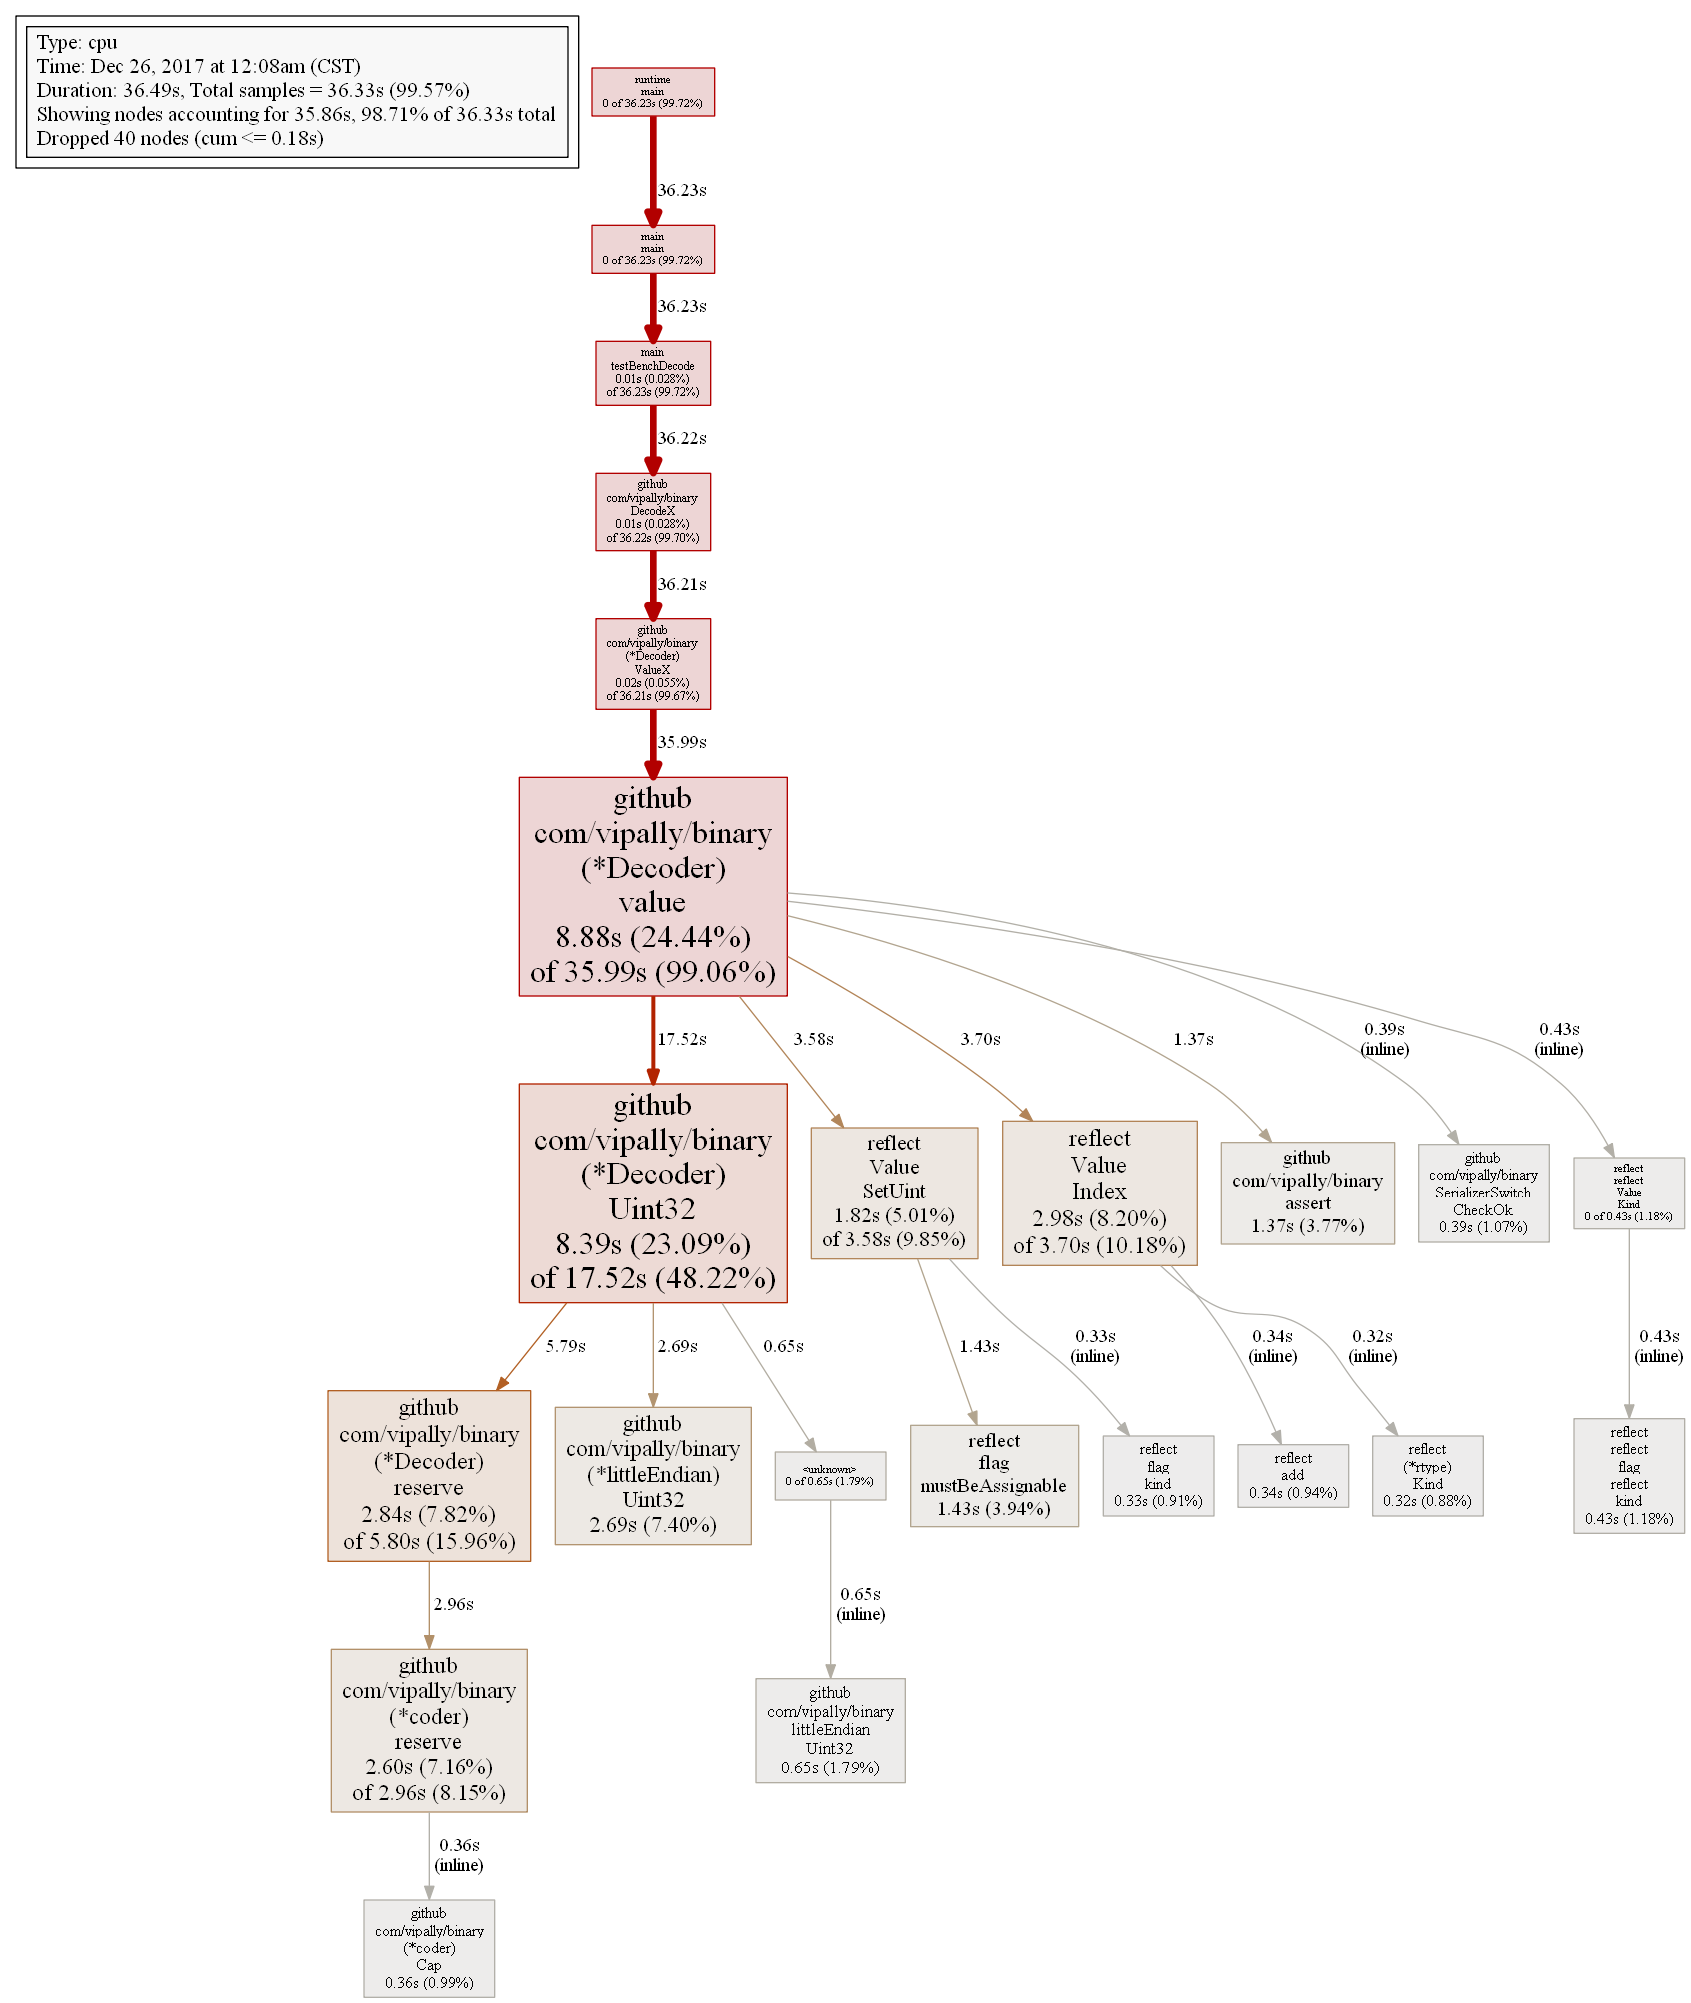 Type: cpu
Time: Dec 26, 2017 at 12:08am (CST)
Duration: 36.49s, Total samples = 36.33s (99.57%)
Showing nodes accounting for 35.86s, 98.71% of 36.33s total
Dropped 40 nodes (cum <= 0.18s)
runtime
main
0 of 36.23s (99.72%)
36.23s
main
main
0 of 36.23s (99.72%)
36.23s
main
testBenchDecode
0.01s (0.028%)
of 36.23s (99.72%)
36.22s
github
com/vipally/binary
DecodeX
0.01s (0.028%)
of 36.22s (99.70%)
36.21s
github
com/vipally/binary
(*Decoder)
ValueX
0.02s (0.055%)
of 36.21s (99.67%)
35.99s
github
com/vipally/binary
(*Decoder)
value
8.88s (24.44%)
of 35.99s (99.06%)
17.52s
3.58s
3.70s
1.37s
0.39s
(inline)
0.43s
(inline)
github
com/vipally/binary
(*Decoder)
Uint32
8.39s (23.09%)
of 17.52s (48.22%)
reflect
Value
SetUint
1.82s (5.01%)
of 3.58s (9.85%)
reflect
Value
Index
2.98s (8.20%)
of 3.70s (10.18%)
github
com/vipally/binary
assert
1.37s (3.77%)
github
com/vipally/binary
SerializerSwitch
CheckOk
0.39s (1.07%)
reflect
reflect
Value
Kind
0 of 0.43s (1.18%)
5.79s
2.69s
0.65s
1.43s
0.33s
(inline)
0.34s
(inline)
0.32s
(inline)
0.43s
(inline)
github
com/vipally/binary
(*Decoder)
reserve
2.84s (7.82%)
of 5.80s (15.96%)
github
com/vipally/binary
(*littleEndian)
Uint32
2.69s (7.40%)
<unknown>
0 of 0.65s (1.79%)
reflect
flag
mustBeAssignable
1.43s (3.94%)
reflect
flag
kind
0.33s (0.91%)
reflect
add
0.34s (0.94%)
reflect
(*rtype)
Kind
0.32s (0.88%)
reflect
reflect
flag
reflect
kind
0.43s (1.18%)
2.96s
0.65s
(inline)
github
com/vipally/binary
(*coder)
reserve
2.60s (7.16%)
of 2.96s (8.15%)
github
com/vipally/binary
littleEndian
Uint32
0.65s (1.79%)
0.36s
(inline)
github
com/vipally/binary
(*coder)
Cap
0.36s (0.99%)